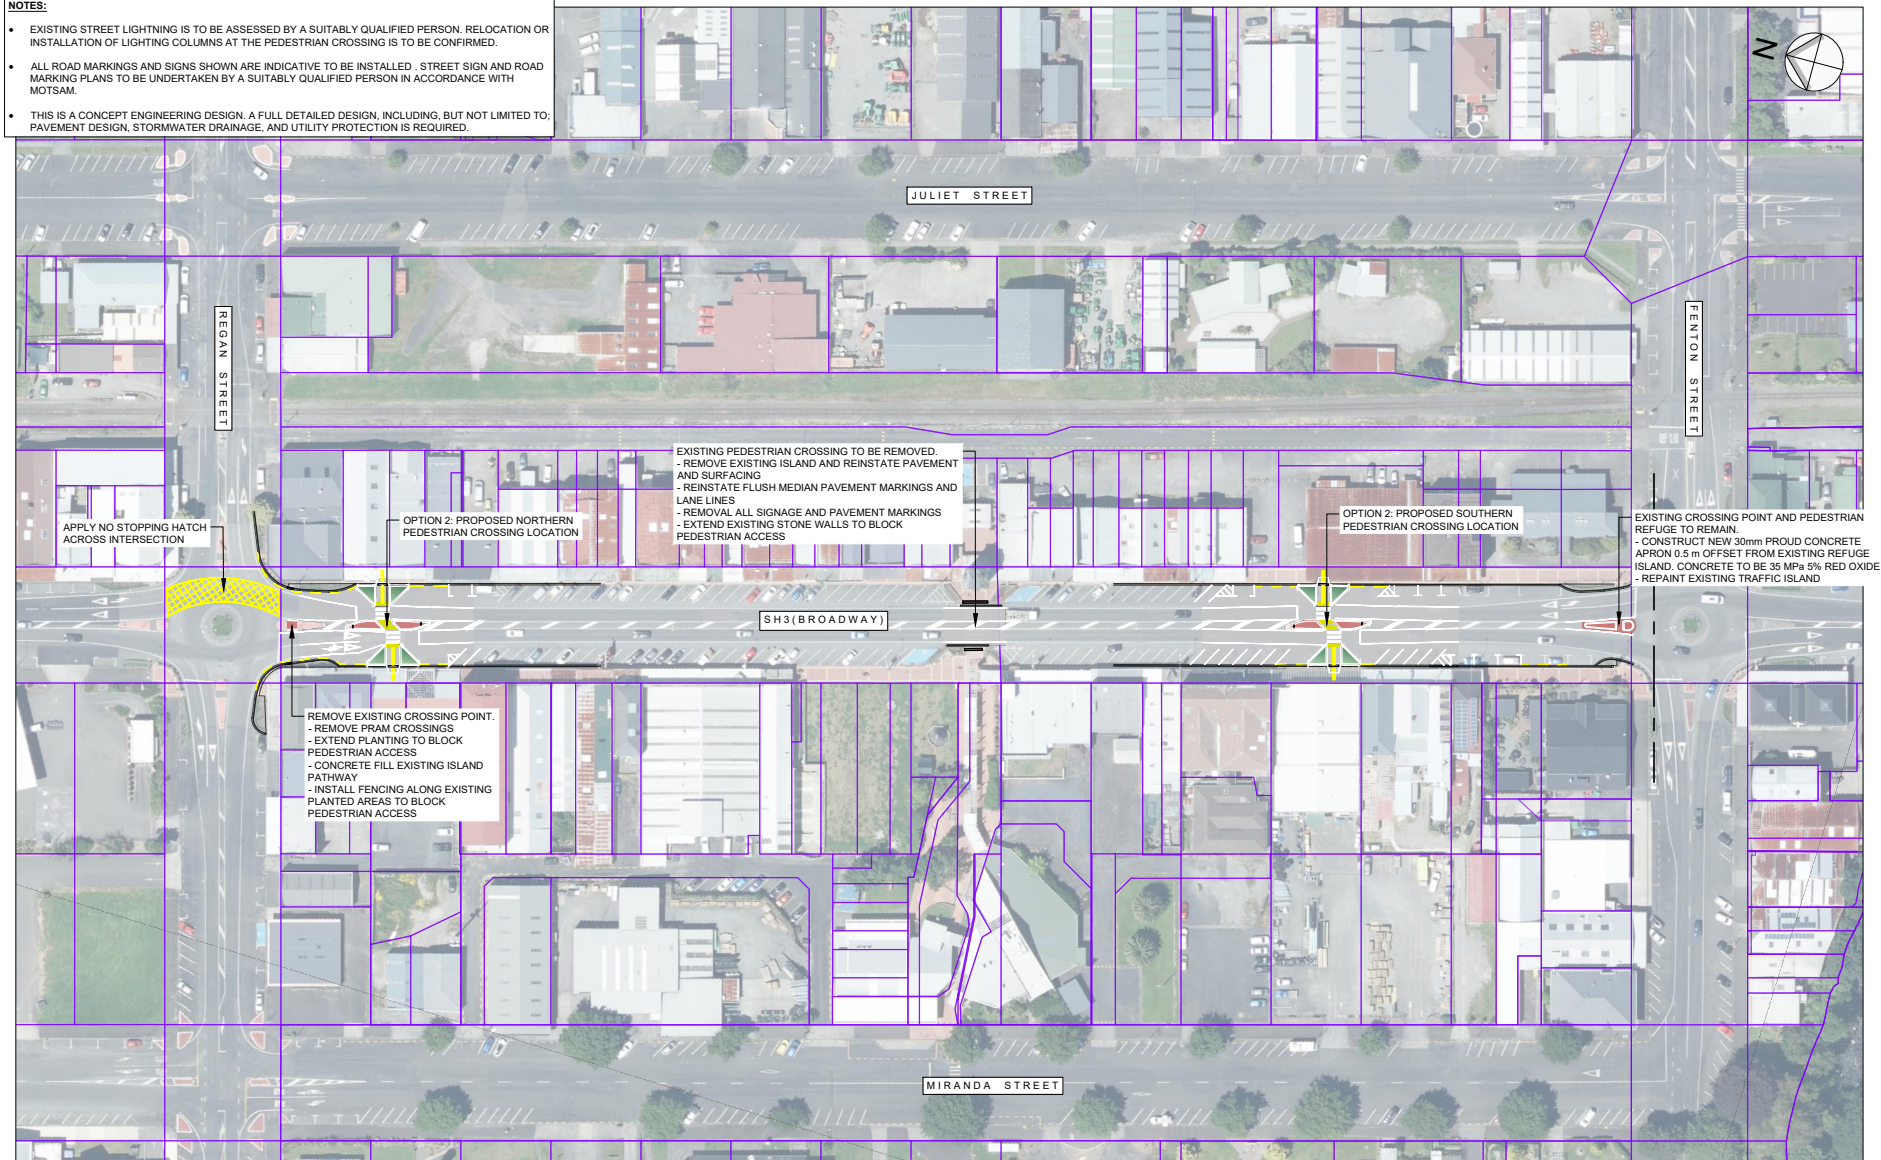 NOTES:
• EXISTING STREET LIGHTNING IS TO BE ASSESSED BY A SUITABLY QUALIFIED PERSON. RELOCATION OR
INSTALLATION OF LIGHTING COLUMNS AT THE PEDESTRIAN CROSSING IS TO BE CONFIRMED.
• ALL ROAD MARKINGS AND SIGNS SHOWN ARE INDICATIVE TO BE INSTALLED . STREET SIGN AND ROAD
MARKING PLANS TO BE UNDERTAKEN BY A SUITABLY QUALIFIED PERSON IN ACCORDANCE WITH
MOTSAM.
• THIS IS A CONCEPT ENGINEERING DESIGN. A FULL DETAILED DESIGN, INCLUDING, BUT NOT LIMITED TO;
PAVEMENT DESIGN, STORMWATER DRAINAGE, AND UTILITY PROTECTION IS REQUIRED.
N
JULIET STREET
REGAN STREET
FENTON STREET
EXISTING PEDESTRIAN CROSSING TO BE REMOVED.
- REMOVE EXISTING ISLAND AND REINSTATE PAVEMENT
AND SURFACING
- REINSTATE FLUSH MEDIAN PAVEMENT MARKINGS AND
LANE LINES
- REMOVAL ALL SIGNAGE AND PAVEMENT MARKINGS
- EXTEND EXISTING STONE WALLS TO BLOCK
PEDESTRIAN ACCESS
APPLY NO STOPPING HATCH
ACROSS INTERSECTION
OPTION 2: PROPOSED NORTHERN
PEDESTRIAN CROSSING LOCATION
OPTION 2: PROPOSED SOUTHERN
PEDESTRIAN CROSSING LOCATION
EXISTING CROSSING POINT AND PEDESTRIAN
REFUGE TO REMAIN.
- CONSTRUCT NEW 30mm PROUD CONCRETE
APRON 0.5 m OFFSET FROM EXISTING REFUGE
ISLAND. CONCRETE TO BE 35 MPa 5% RED OXIDE
- REPAINT EXISTING TRAFFIC ISLAND
SH3(BROADWAY)
REMOVE EXISTING CROSSING POINT.
- REMOVE PRAM CROSSINGS
- EXTEND PLANTING TO BLOCK
PEDESTRIAN ACCESS
- CONCRETE FILL EXISTING ISLAND
PATHWAY
- INSTALL FENCING ALONG EXISTING
PLANTED AREAS TO BLOCK
PEDESTRIAN ACCESS
MIRANDA STREET